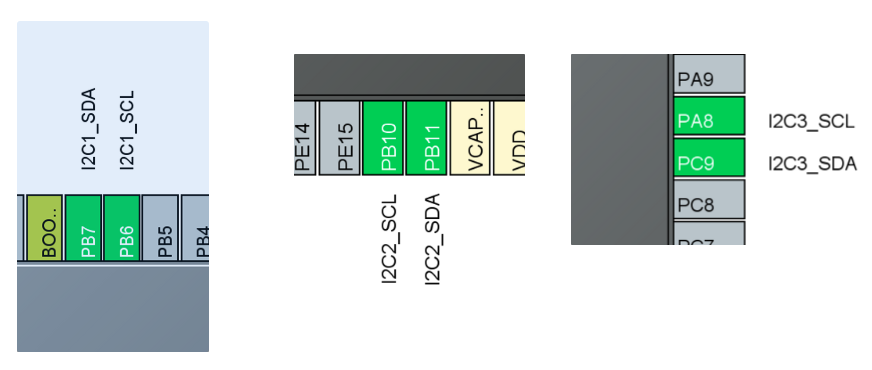 I2C1_SDA
I2C1_SCL
BOO..
PB7
PB6
PB5
PB4
PE14
PE15
PB10
PB11
VCAP..
VDD
I2C2_SCL
I2C2_SDA
PA9
PA8 I2C3_SCL
PC9 I2C3_SDA
PC8
PC7